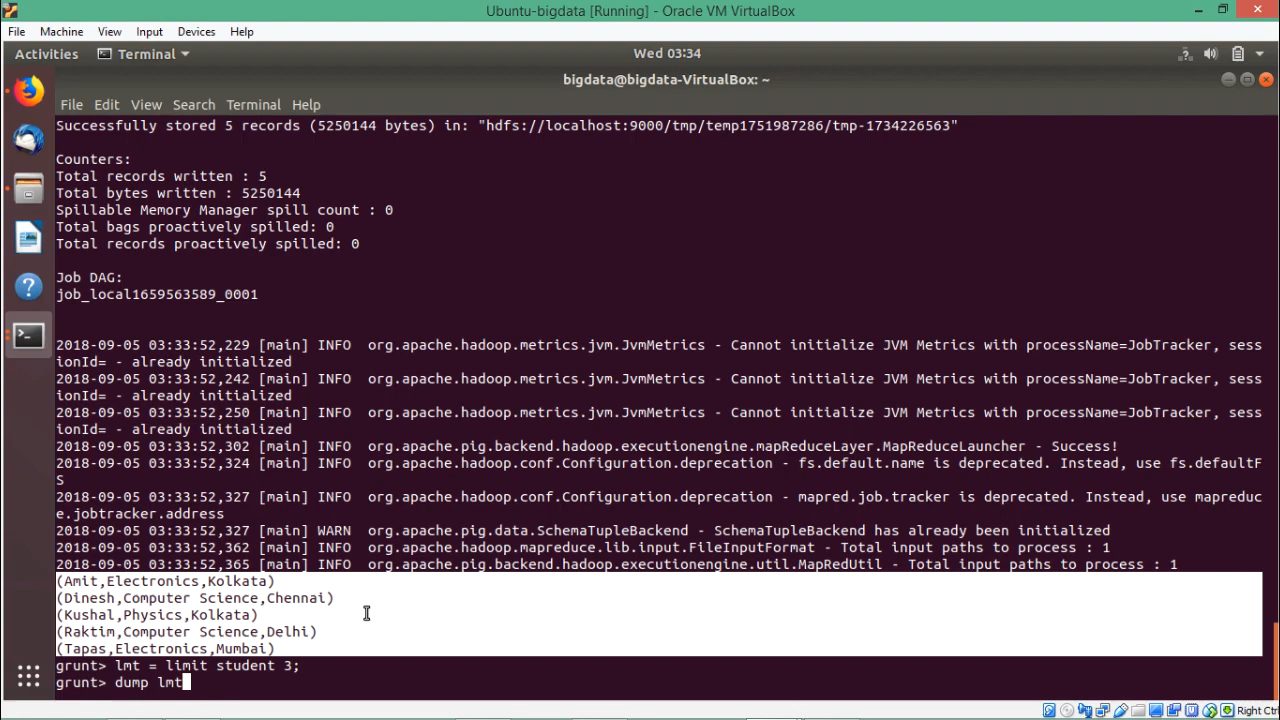 Ubuntu-bigdata [Running] - Oracle VM VirtualBox
File Machine View Input Devices Help
Activities Terminal Wed 03:34
bigdata@bigdata-VirtualBox: ~
File Edit View Search Terminal Help
Successfully stored 5 records (5250144 bytes) in: "hdfs://localhost:9000/tmp/temp1751987286/tmp-1734226563"
Counters:
Total records written : 5
Total bytes written : 5250144
Spillable Memory Manager spill count : 0
Total bags proactively spilled: 0
Total records proactively spilled: 0
Job DAG:
job_local1659563589_0001
2018-09-05 03:33:52,229 [main] INFO  org.apache.hadoop.metrics.jvm.JvmMetrics - Cannot initialize JVM Metrics with processName=JobTracker, sess
ionId= - already initialized
2018-09-05 03:33:52,242 [main] INFO  org.apache.hadoop.metrics.jvm.JvmMetrics - Cannot initialize JVM Metrics with processName=JobTracker, sess
ionId= - already initialized
2018-09-05 03:33:52,250 [main] INFO  org.apache.hadoop.metrics.jvm.JvmMetrics - Cannot initialize JVM Metrics with processName=JobTracker, sess
ionId= - already initialized
2018-09-05 03:33:52,302 [main] INFO  org.apache.pig.backend.hadoop.executionengine.mapReduceLayer.MapReduceLauncher - Success!
2018-09-05 03:33:52,324 [main] INFO  org.apache.hadoop.conf.Configuration.deprecation - fs.default.name is deprecated. Instead, use fs.defaultF
S
2018-09-05 03:33:52,327 [main] INFO  org.apache.hadoop.conf.Configuration.deprecation - mapred.job.tracker is deprecated. Instead, use mapreduc
e.jobtracker.address
2018-09-05 03:33:52,327 [main] WARN  org.apache.pig.data.SchemaTupleBackend - SchemaTupleBackend has already been initialized
2018-09-05 03:33:52,362 [main] INFO  org.apache.hadoop.mapreduce.lib.input.FileInputFormat - Total input paths to process : 1
2018-09-05 03:33:52,365 [main] INFO  org.apache.pig.backend.hadoop.executionengine.util.MapRedUtil - Total input paths to process : 1
(Amit,Electronics,Kolkata)
(Dinesh,Computer Science,Chennai)
(Kushal,Physics,Kolkata)
(Raktim,Computer Science,Delhi)
(Tapas,Electronics,Mumbai)
grunt> lmt = limit student 3;
grunt> dump lmt
Right Ctrl